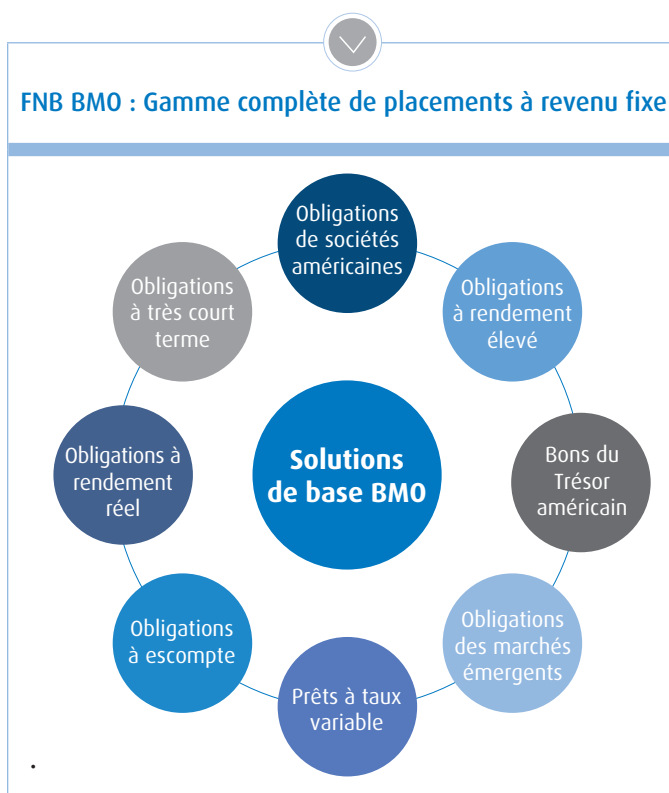 FNB BMO : Gamme complète de placements à revenu fixe
Obligations
de sociétés
américaines
Obligations
à rendement
élevé
Bons du
Trésor
américain
Obligations
des marchés
émergents
Prêts à taux
variable
Obligations
à escompte
Obligations à
rendement
réel
Obligations
à très court
terme
Solutions
de base BMO
.